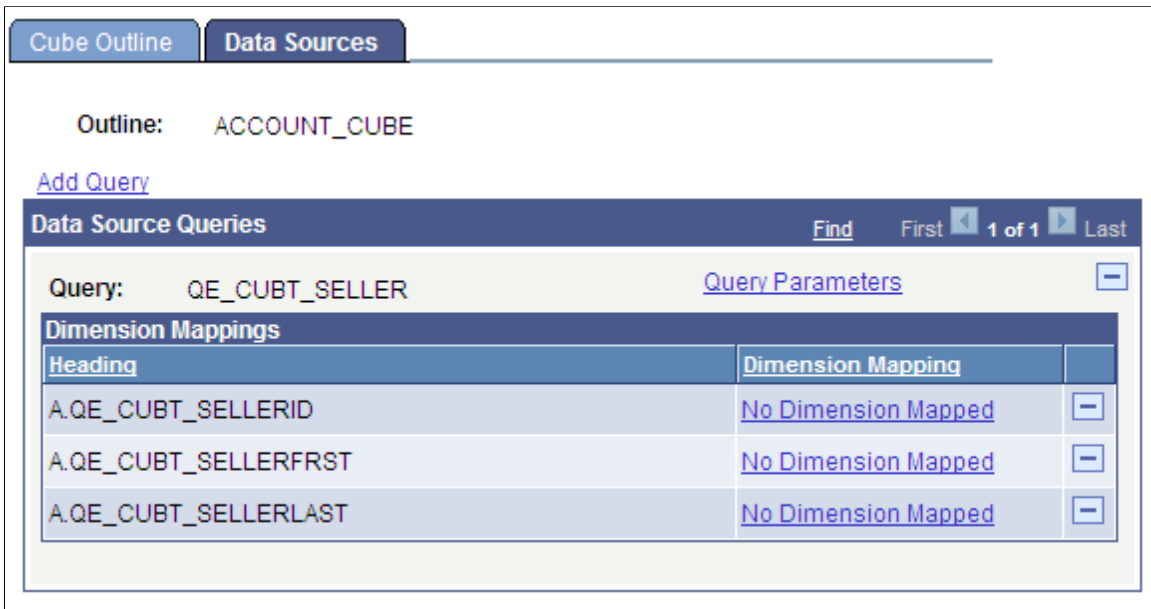 Cube Outline Data Sources
Outline: ACCOUNT_CUBE
Add Query
Data Source Queries Find First 1 of 1 Last
Query: QE_CUBT_SELLER Query Parameters
Dimension Mappings
Heading Dimension Mapping
A.QE_CUBT_SELLERID No Dimension Mapped
A.QE_CUBT_SELLERFRST No Dimension Mapped
A.QE_CUBT_SELLERLAST No Dimension Mapped